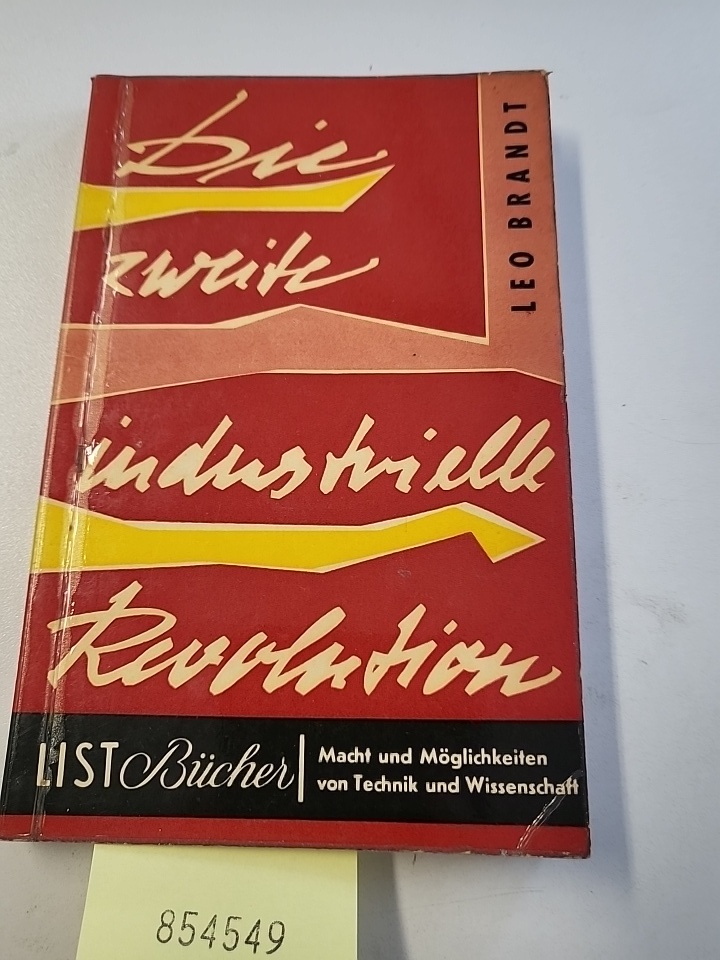 Die
zweite
industrielle
Revolution
LEO BRANDT
LIST Bücher
Macht und Möglichkeiten
von Technik und Wissenschaft
854549